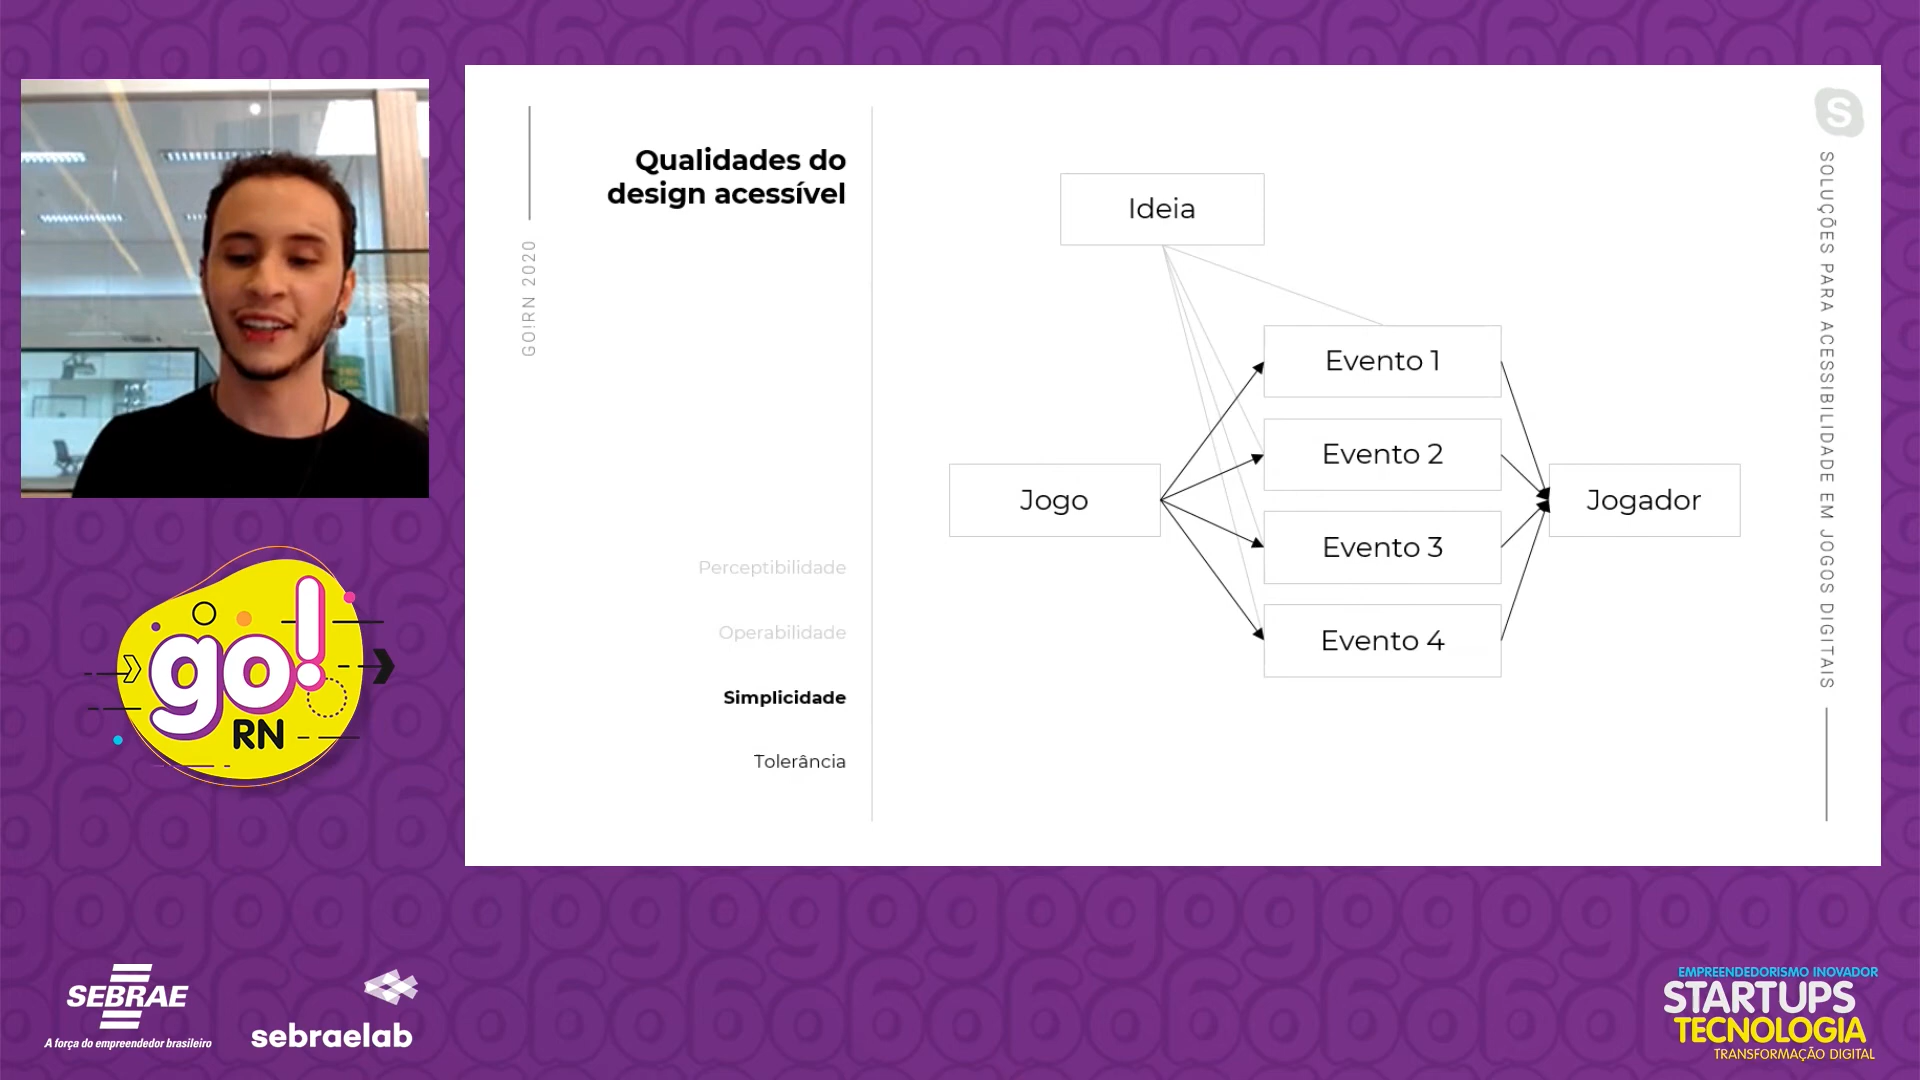 Qualidades do
design acessível
GO!RN 2020
Perceptibilidade
Operabilidade
Simplicidade
Tolerância
Ideia
Evento 1
Evento 2
Evento 3
Evento 4
Jogo
Jogador
S
SOLUÇÕES PARA ACESSIBILIDADE EM JOGOS DIGITAIS
go!
RN
SEBRAE
A força do empreendedor brasileiro
sebraelab
EMPREENDEDORISMO INOVADOR
STARTUPS
TECNOLOGIA
TRANSFORMAÇÃO DIGITAL